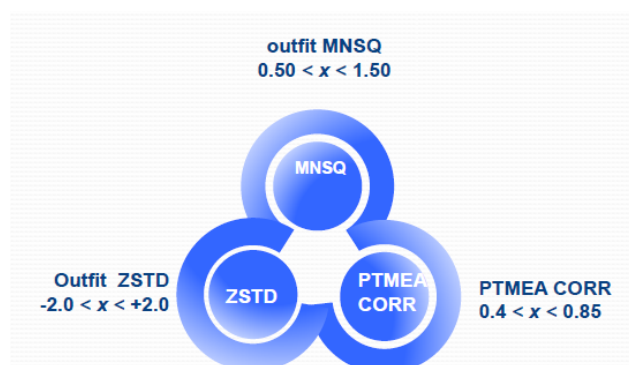 outfit MNSQ
0.50 < x < 1.50
MNSQ
Outfit ZSTD
-2.0 < x < +2.0
ZSTD
PTMEA
CORR
PTMEA CORR
0.4 < x < 0.85